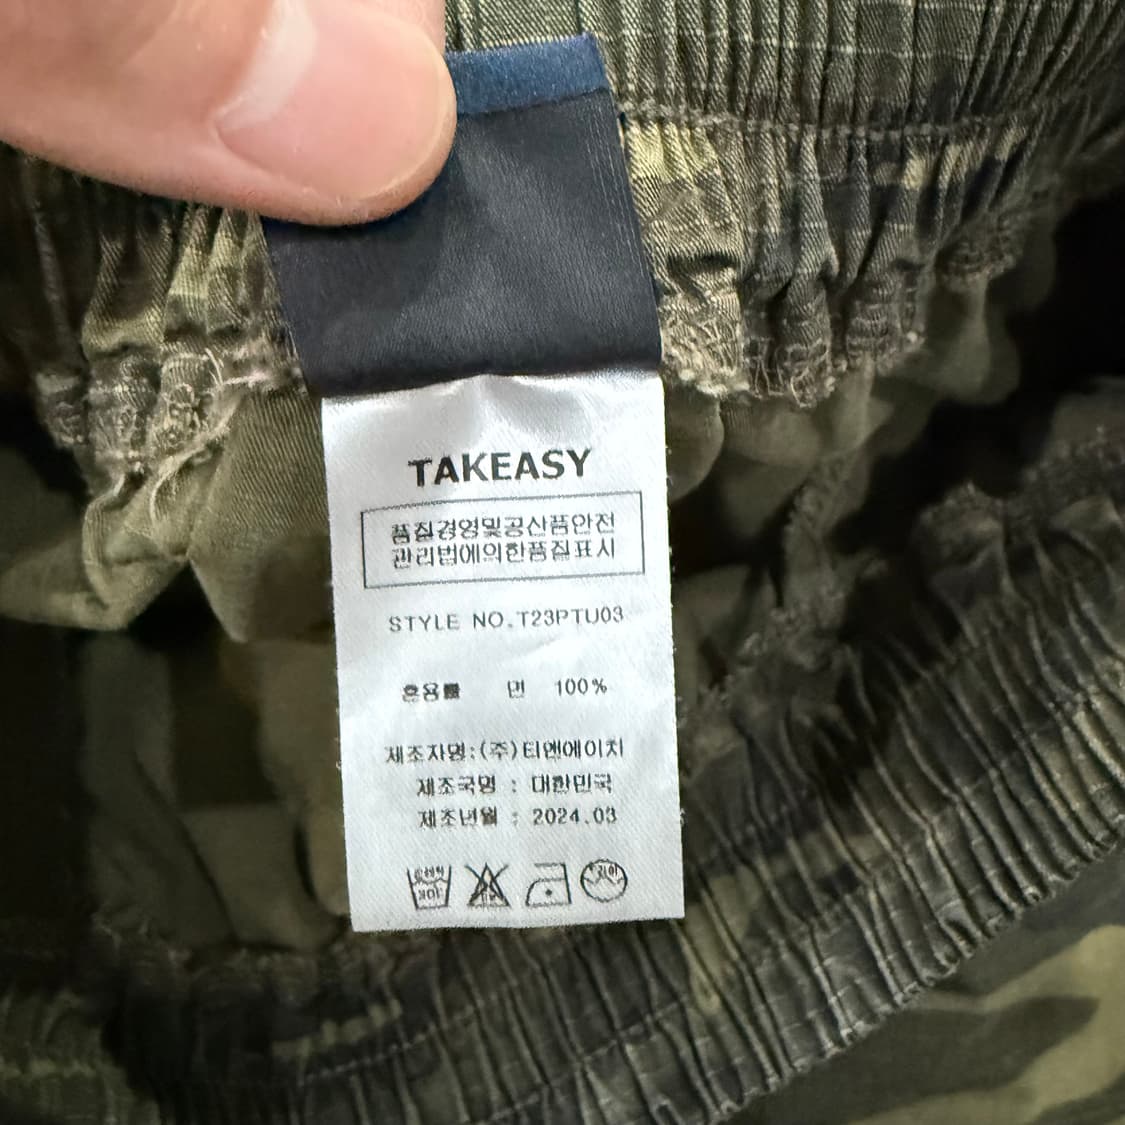 TAKEASY
품질경영및공산품안전
관리법에의한품질표시
STYLE NO.T23PTU03
혼용률 면 100%
제조자명:(주)티엔에이치
제조국명 : 대한민국
제조년월 : 2024.03